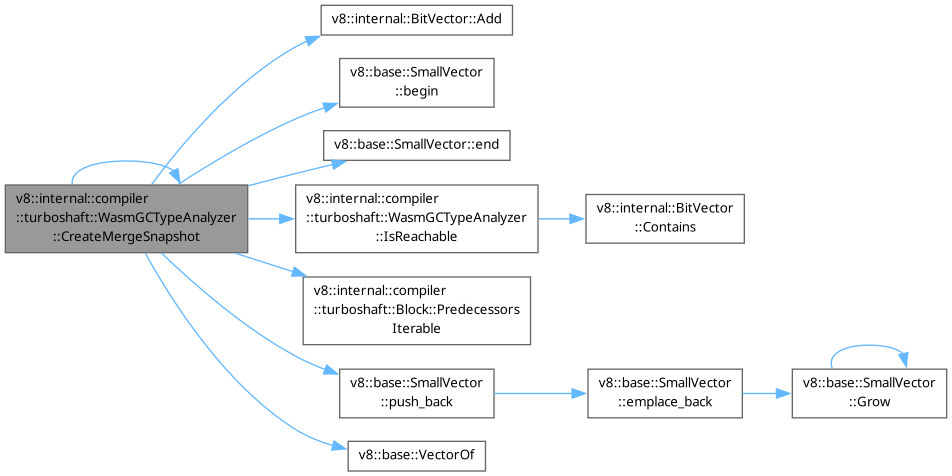 v8::internal::BitVector::Add
v8::base::SmallVector
::begin
v8::base::SmallVector::end
v8::internal::compiler
::turboshaft::WasmGCTypeAnalyzer
::CreateMergeSnapshot
v8::internal::compiler
::turboshaft::WasmGCTypeAnalyzer
::IsReachable
v8::internal::BitVector
::Contains
v8::internal::compiler
::turboshaft::Block::Predecessors
Iterable
v8::base::SmallVector
::push_back
v8::base::SmallVector
::emplace_back
v8::base::SmallVector
::Grow
v8::base::VectorOf